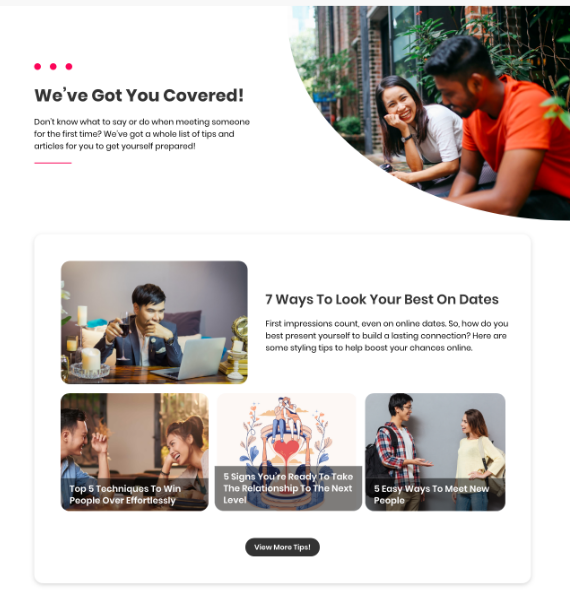 We've Got You Covered!
Don't know what to say or do when meeting someone
for the first time? We've got a whole list of tips and
articles for you to get yourself prepared!
7 Ways To Look Your Best On Dates
First impressions count, even on online dates. So, how do you
best present yourself to build a lasting connection? Here are
some styling tips to help boost your chances online.
Top 5 Techniques To Win
People Over Effortlessly
5 Signs You're Ready To Take
The Relationship To The Next
Level
5 Easy Ways To Meet New
People
View More Tips!